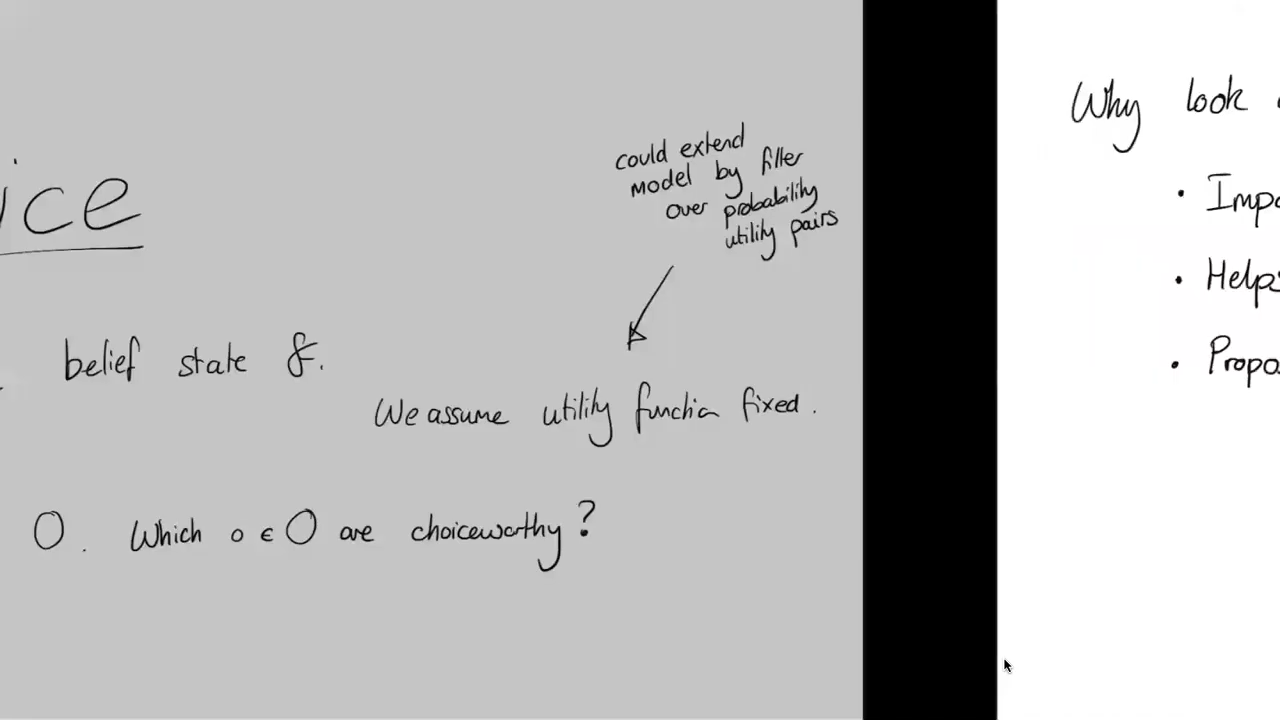 ice
could extend
model by filter
over probability
utility pairs
belief state F.
We assume utility function fixed.
O. Which o ∈ O are choiceworthy?
Why look
• Impo
• Helps
• Propo